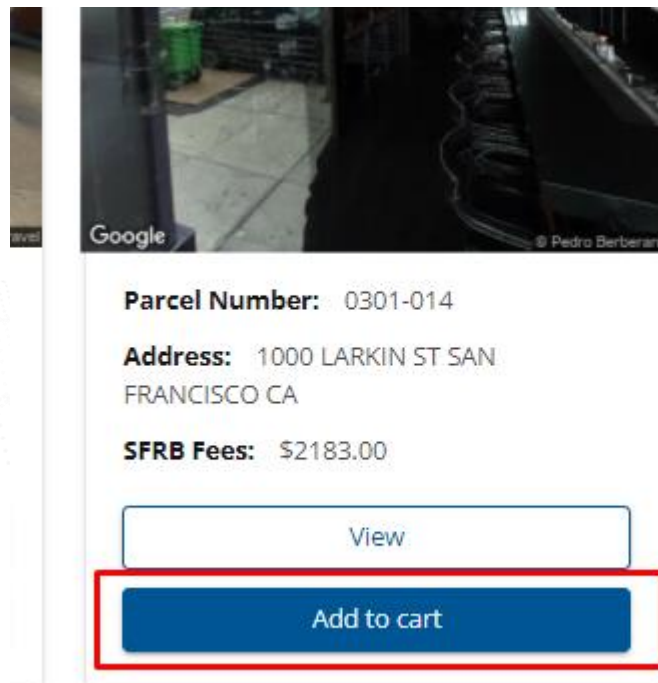 ravel
Google
© Pedro Berberan
Parcel Number: 0301-014
Address: 1000 LARKIN ST SAN
FRANCISCO CA
SFRB Fees: $2183.00
View
Add to cart